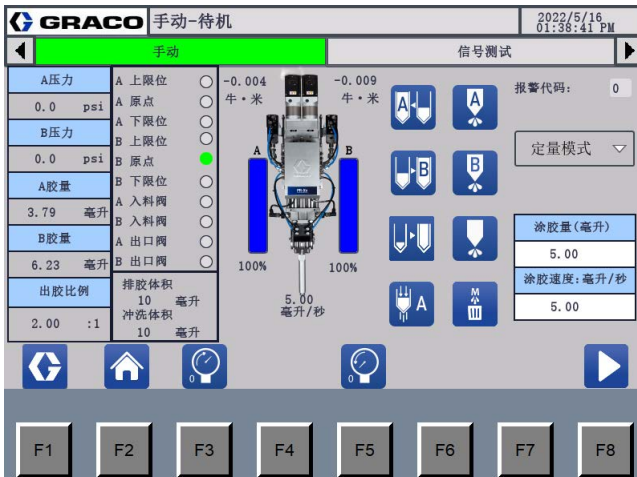 GRACO 手动-待机 2022/5/16
01:38:41 PM
手动 信号测试
A压力
0.0 psi
B压力
0.0 psi
A胶量
3.79 毫升
B胶量
6.23 毫升
出胶比例
2.00 :1
A 上限位
A 原点
A 下限位
B 上限位
B 原点
B 下限位
A 入料阀
B 入料阀
A 出口阀
B 出口阀
排胶体积
10 毫升
冲洗体积
10 毫升
-0.004
牛·米
-0.009
牛·米
A B
100% 100%
5.00
毫升/秒
A A
B B
A M
报警代码: 0
定量模式
涂胶量(毫升)
5.00
涂胶速度:毫升/秒
5.00
0 0
F1 F2 F3 F4 F5 F6 F7 F8